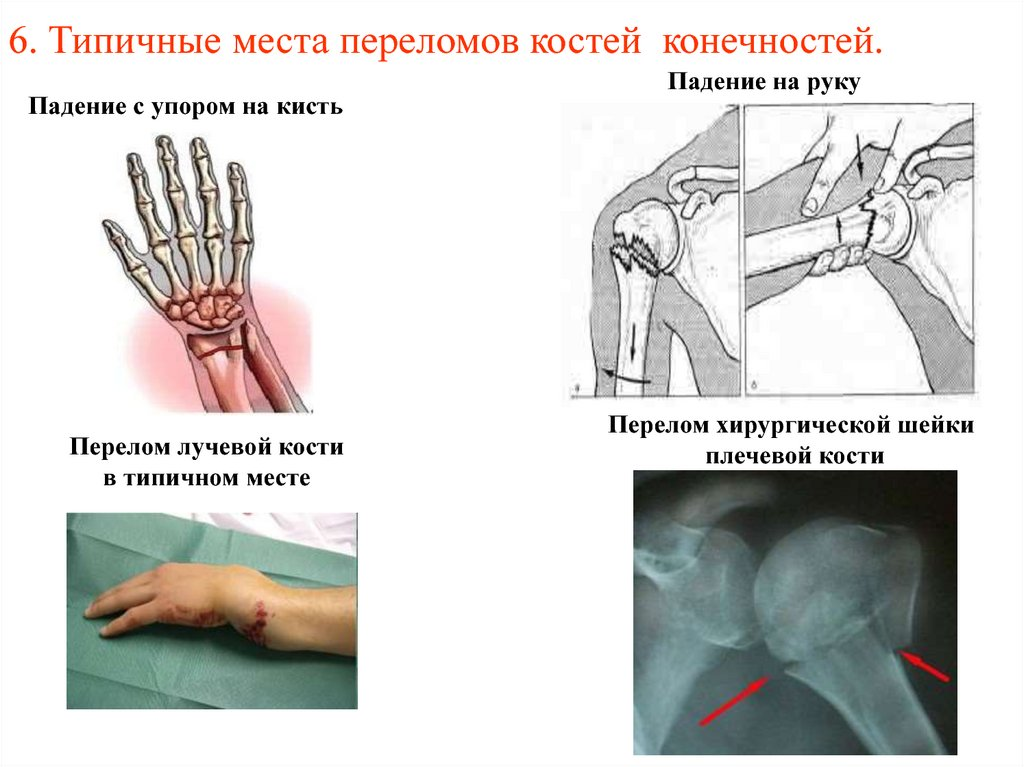 6. Типичные места переломов костей конечностей.
Падение с упором на кисть
Падение на руку
а
б
Перелом лучевой кости
в типичном месте
Перелом хирургической шейки
плечевой кости